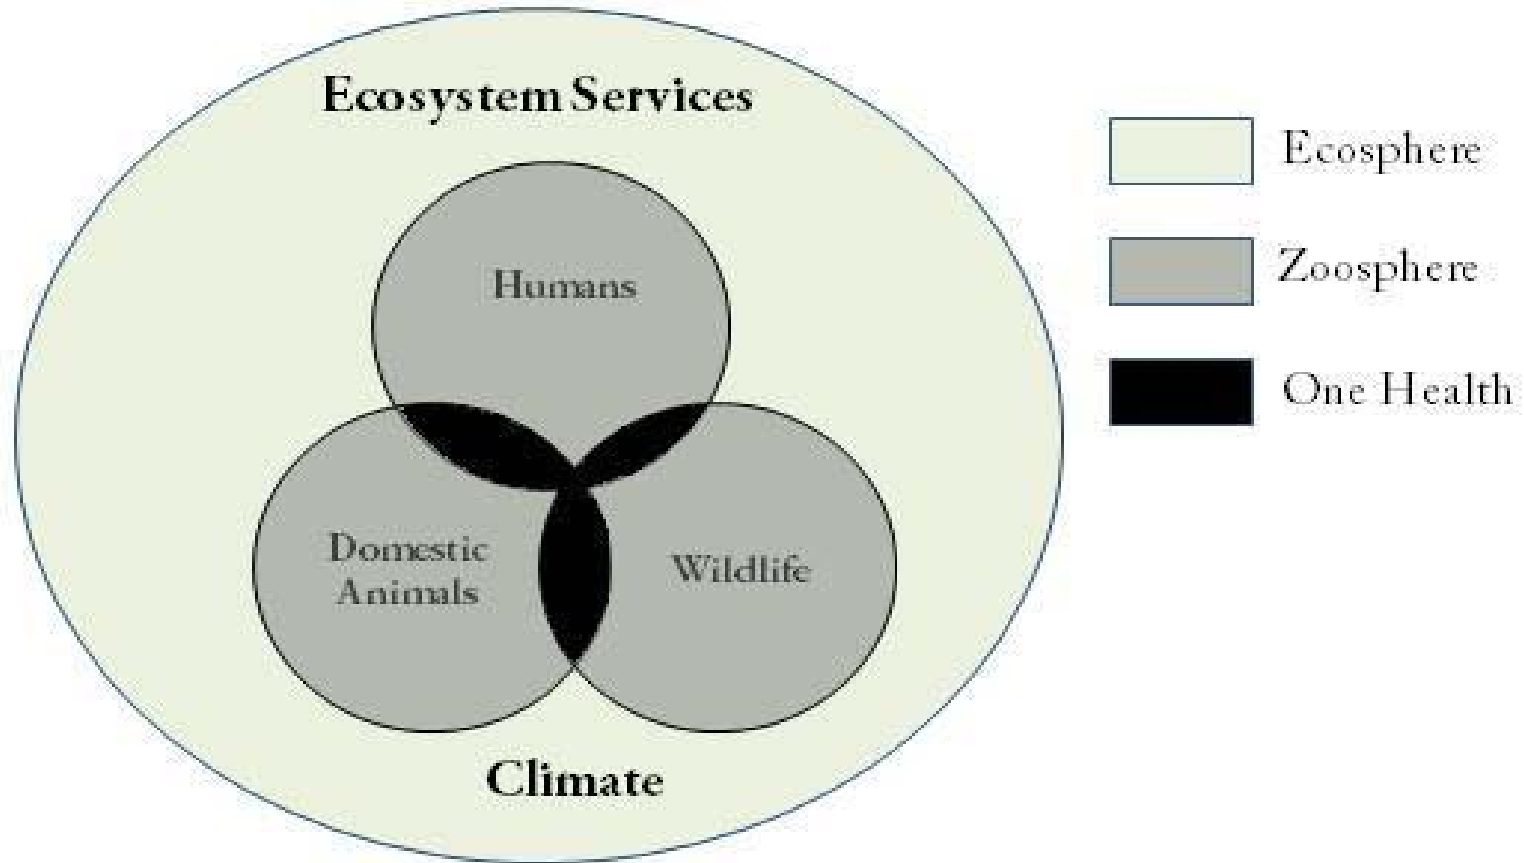 Ecosystem Services
Humans
Domestic
Animals
Wildlife
Climate
Ecosphere
Zoosphere
One Health